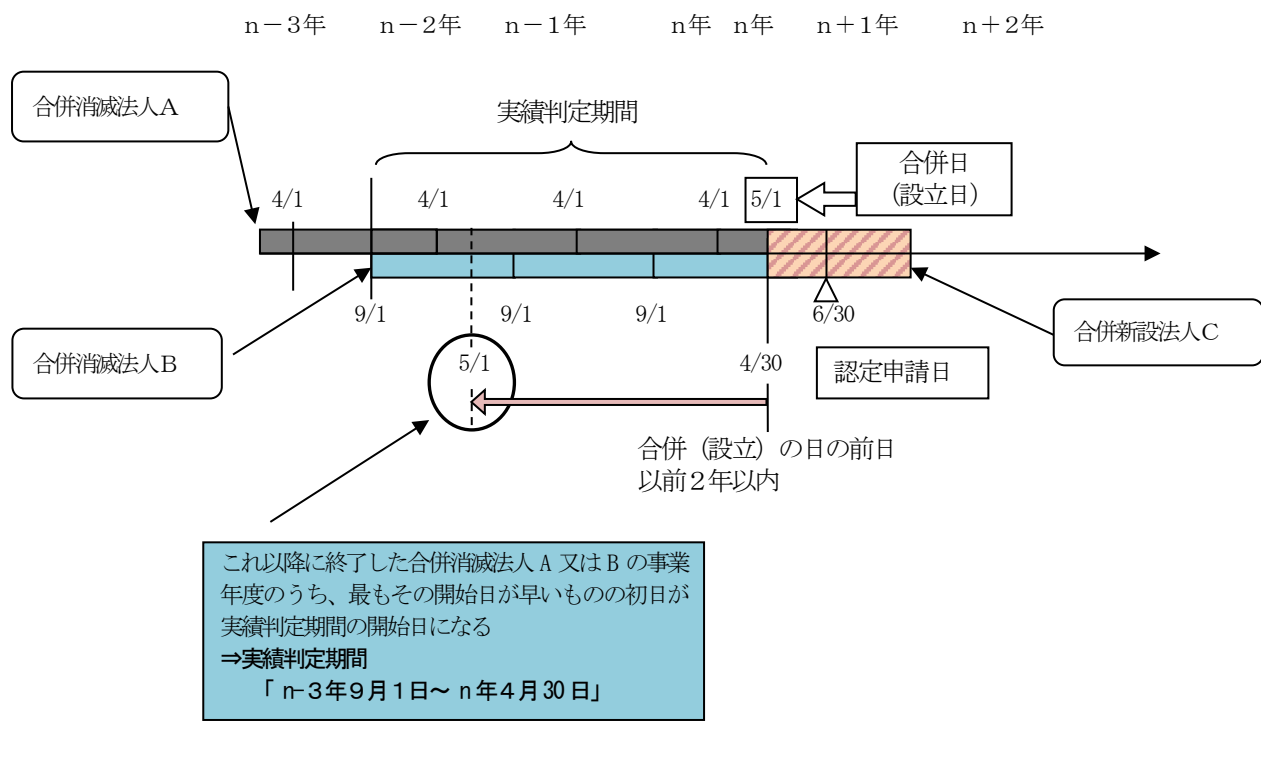 n－3年 n－2年 n－1年 n年 n年 n＋1年 n＋2年
合併消滅法人A
実績判定期間
合併日
（設立日）
4/1 4/1 4/1 4/1 5/1
9/1 9/1 9/1 6/30
合併新設法人C
合併消滅法人B
5/1 4/30
認定申請日
合併（設立）の日の前日
以前２年以内
これ以降に終了した合併消滅法人 A 又は B の事業
年度のうち、最もその開始日が早いものの初日が
実績判定期間の開始日になる
⇒実績判定期間
「 n-３年９月１日～ n 年４月 30 日」